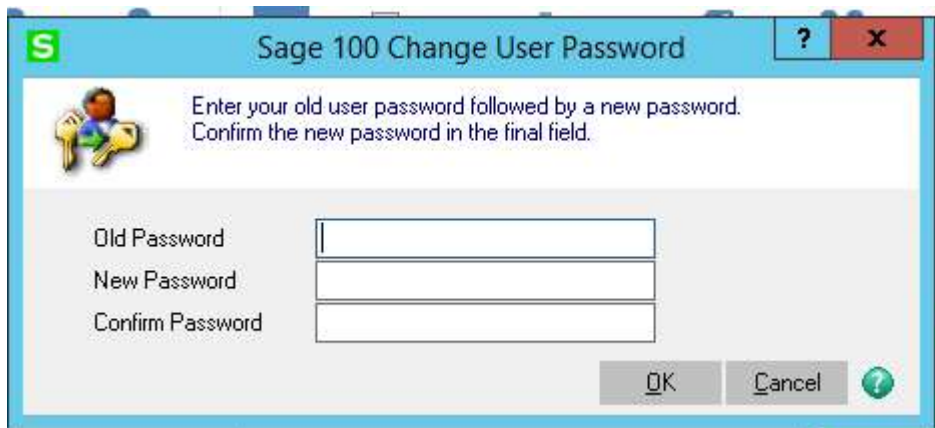 S
Sage 100 Change User Password
?
x
Enter your old user password followed by a new password.
Confirm the new password in the final field.
Old Password
New Password
Confirm Password
OK
Cancel
?